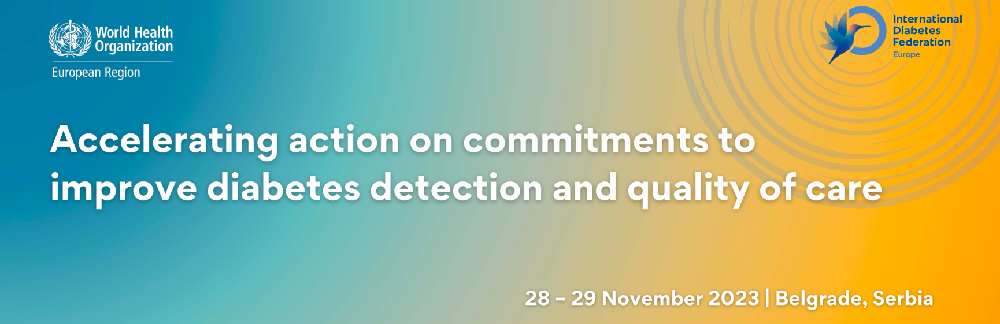 World Health
Organization
European Region
International
Diabetes
Federation
Europe
Accelerating action on commitments to
improve diabetes detection and quality of care
28 – 29 November 2023 | Belgrade, Serbia